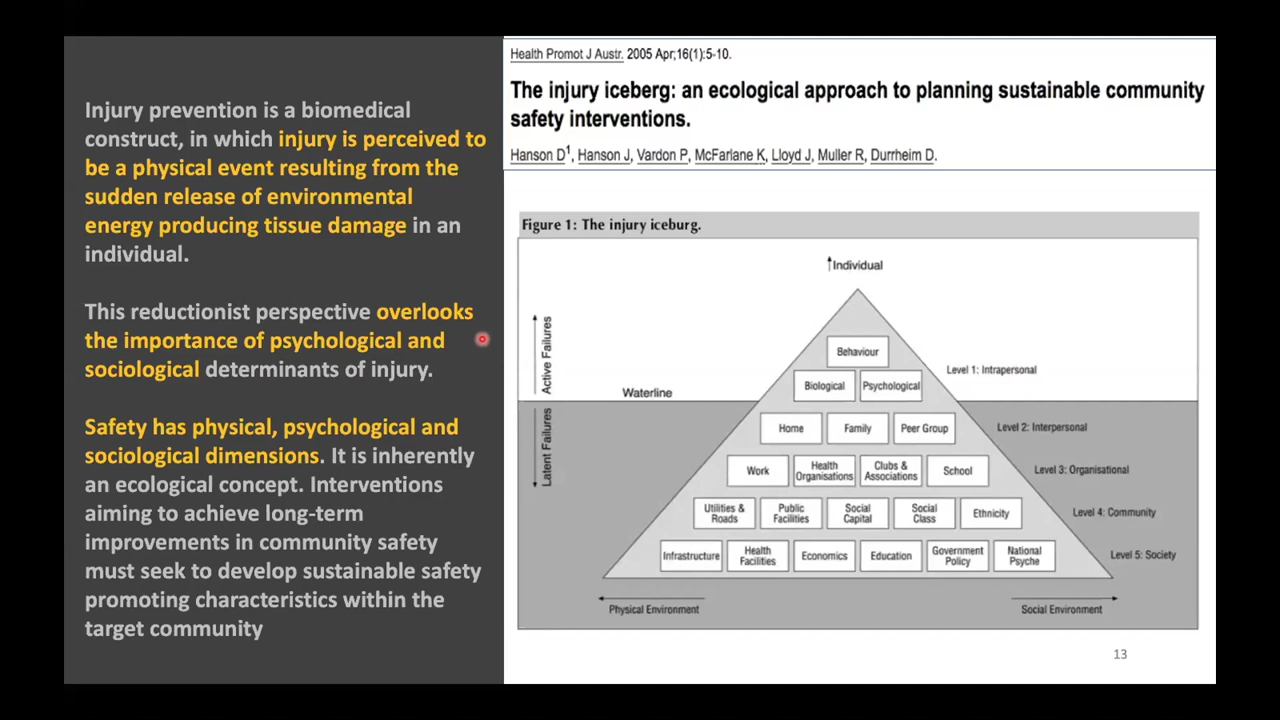 Injury prevention is a biomedical
construct, in which injury is perceived to
be a physical event resulting from the
sudden release of environmental
energy producing tissue damage in an
individual.
This reductionist perspective overlooks
the importance of psychological and
sociological determinants of injury.
Safety has physical, psychological and
sociological dimensions. It is inherently
an ecological concept. Interventions
aiming to achieve long-term
improvements in community safety
must seek to develop sustainable safety
promoting characteristics within the
target community
Health Promot J Austr. 2005 Apr;16(1):5-10.
The injury iceberg: an ecological approach to planning sustainable community
safety interventions.
Hanson D1, Hanson J, Vardon P, McFarlane K, Lloyd J, Muller R, Durrheim D.
Figure 1: The injury iceburg.
Individual
Active Failures
Behaviour
Biological
Psychological
Level 1: Intrapersonal
Waterline
Latent Failures
Home
Family
Peer Group
Level 2: Interpersonal
Work
Health
Organisations
Clubs &
Associations
School
Level 3: Organisational
Utilities &
Roads
Public
Facilities
Social
Capital
Social
Class
Ethnicity
Level 4: Community
Infrastructure
Health
Facilities
Economics
Education
Government
Policy
National
Psyche
Level 5: Society
Physical Environment
Social Environment
13